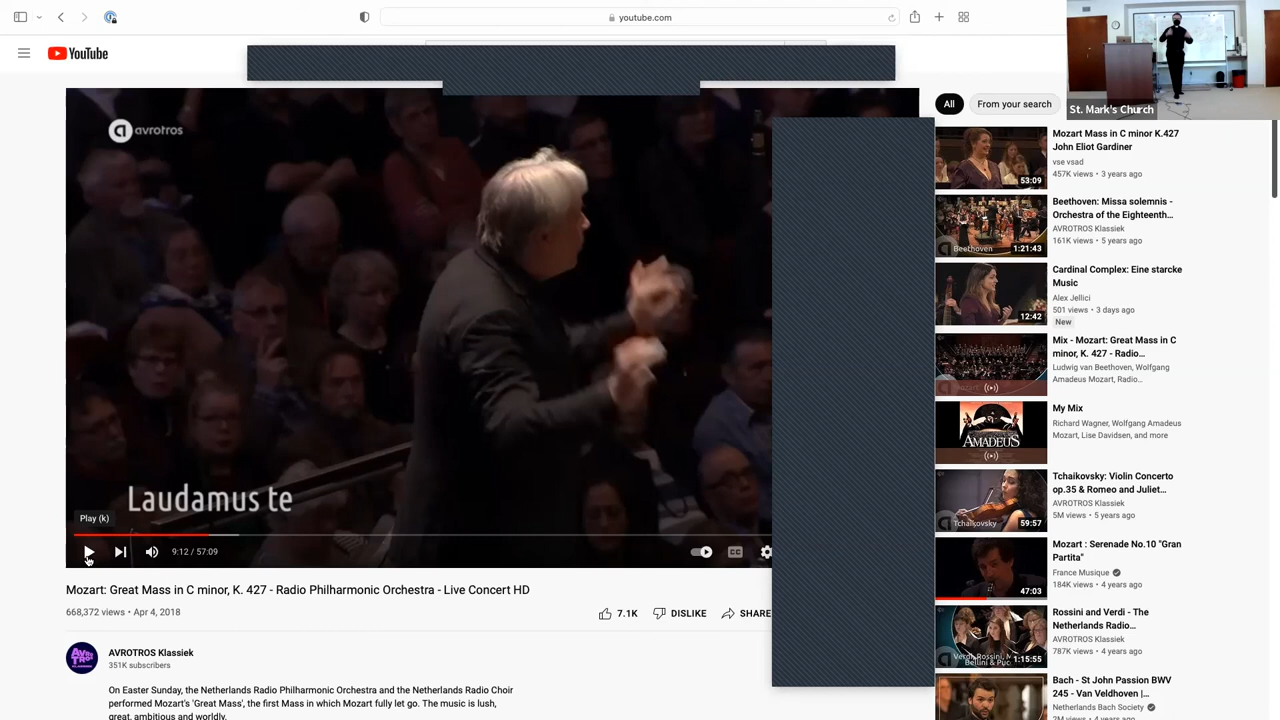 youtube.com
St. Mark's Church
YouTube
All
From your search
avrotros
Laudamus te
Play (k)
9:12 / 57:09
CC
Mozart: Great Mass in C minor, K. 427 - Radio Philharmonic Orchestra - Live Concert HD
668,372 views • Apr 4, 2018
7.1K
DISLIKE
SHARE
AVROTROS Klassiek
351K subscribers
On Easter Sunday, the Netherlands Radio Philharmonic Orchestra and the Netherlands Radio Choir
performed Mozart's 'Great Mass', the first Mass in which Mozart fully let go. The music is lush,
great, ambitious and worldly.
53:09
Mozart Mass in C minor K.427
John Eliot Gardiner
vse vsad
457K views • 3 years ago
Beethoven
1:21:43
Beethoven: Missa solemnis -
Orchestra of the Eighteenth...
AVROTROS Klassiek
161K views • 5 years ago
12:42
Cardinal Complex: Eine starcke
Music
Alex Jellici
501 views • 3 days ago
New
Mix - Mozart: Great Mass in C
minor, K. 427 - Radio...
Ludwig van Beethoven, Wolfgang
Amadeus Mozart, Radio...
AMADEUS
My Mix
Richard Wagner, Wolfgang Amadeus
Mozart, Lise Davidsen, and more
Tchaikovsky
59:57
Tchaikovsky: Violin Concerto
op.35 & Romeo and Juliet...
AVROTROS Klassiek
5M views • 5 years ago
47:03
Mozart : Serenade No.10 "Gran
Partita"
France Musique
184K views • 4 years ago
Verdi, Rossini,
Bellini & Puc
1:15:55
Rossini and Verdi - The
Netherlands Radio...
AVROTROS Klassiek
787K views • 4 years ago
Bach - St John Passion BWV
245 - Van Veldhoven |...
Netherlands Bach Society
2M views • 4 years ago